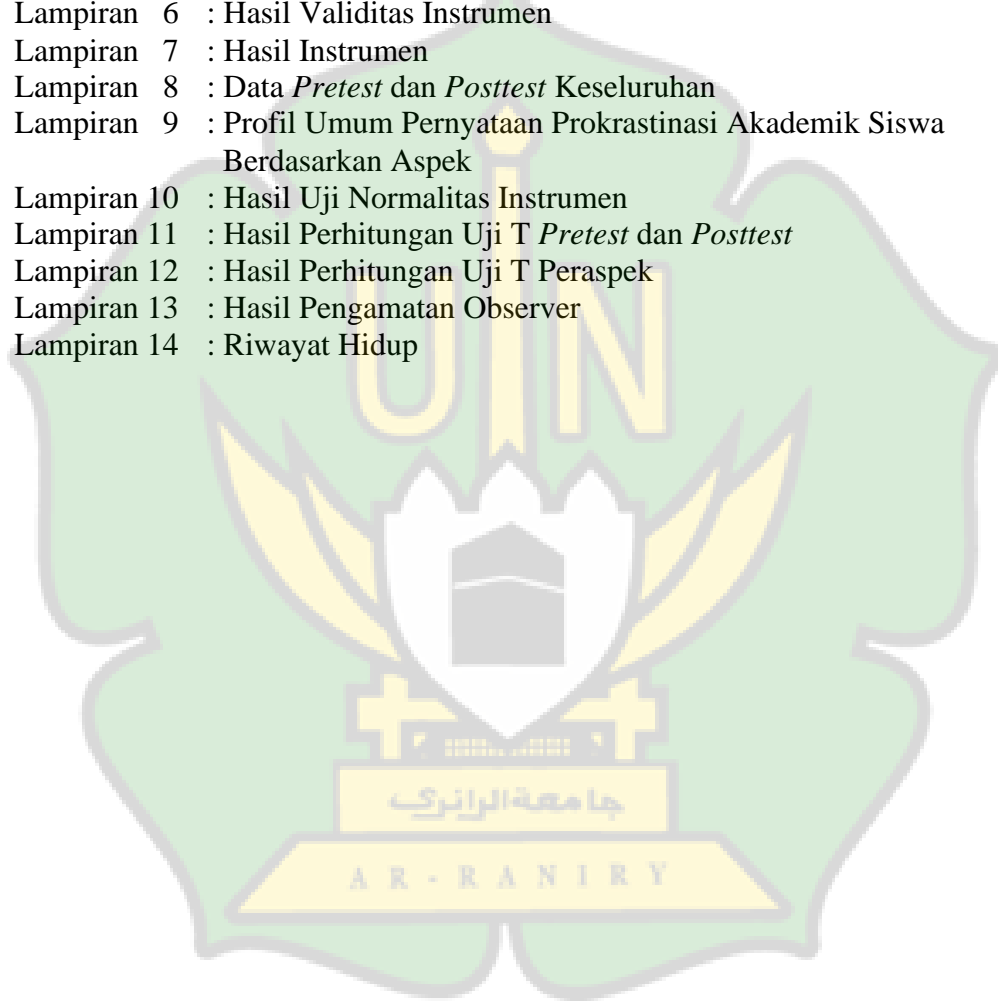 Lampiran 6 : Hasil Validitas Instrumen
Lampiran 7 : Hasil Instrumen
Lampiran 8 : Data Pretest dan Posttest Keseluruhan
Lampiran 9 : Profil Umum Pernyataan Prokrastinasi Akademik Siswa
Berdasarkan Aspek
Lampiran 10 : Hasil Uji Normalitas Instrumen
Lampiran 11 : Hasil Perhitungan Uji T Pretest dan Posttest
Lampiran 12 : Hasil Perhitungan Uji T Peraspek
Lampiran 13 : Hasil Pengamatan Observer
Lampiran 14 : Riwayat Hidup
UIN
جامعة الرانري
AR-RANIRY